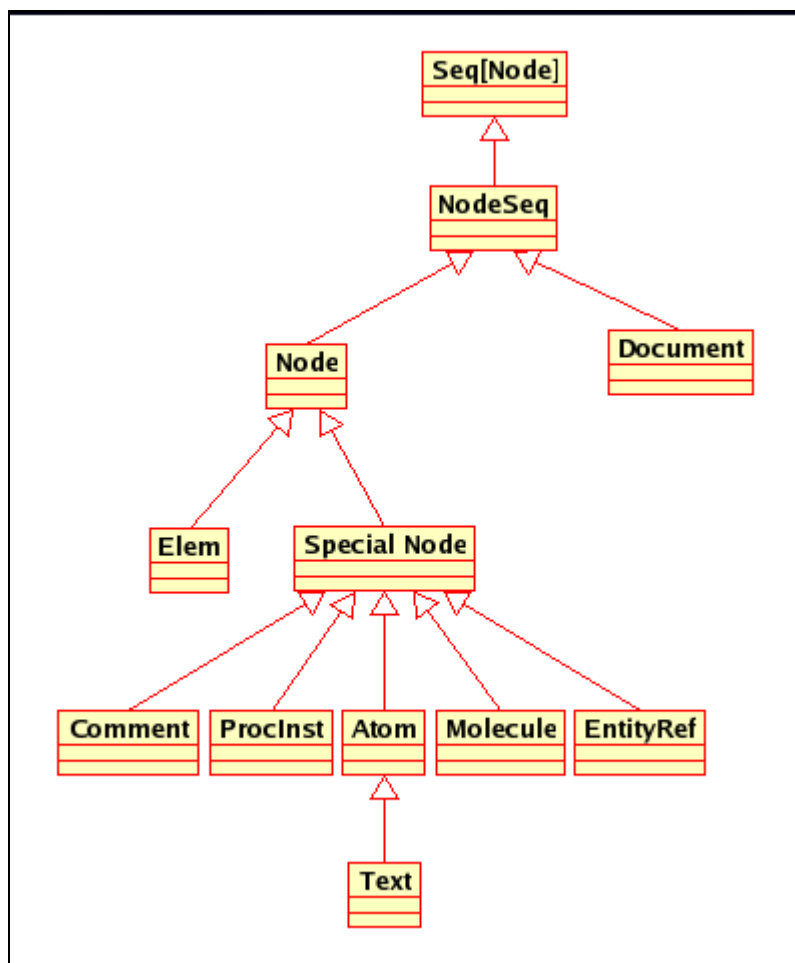 Seq[Node]
NodeSeq
Node
Document
Elem
Special Node
Comment
ProcInst
Atom
Molecule
EntityRef
Text